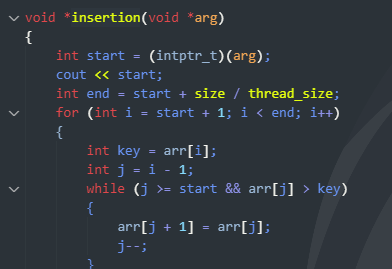 void *insertion(void *arg)
{
int start = (intptr_t)(arg);
cout << start;
int end = start + size / thread_size;
for (int i = start + 1; i < end; i++)
{
int key = arr[i];
int j = i - 1;
while (j >= start && arr[j] > key)
{
arr[j + 1] = arr[j];
j--;
}